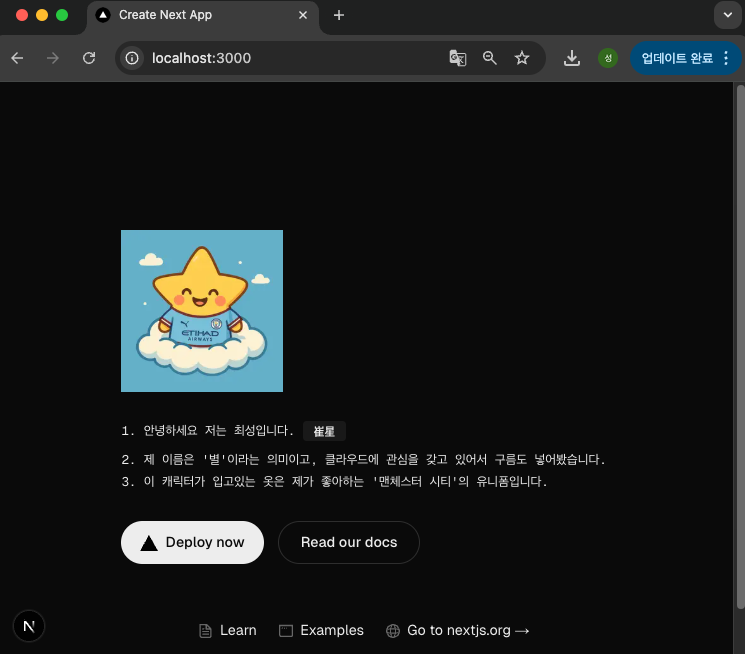 Create Next App
localhost:3000
성
업데이트 완료
ETIHAD
AIRWAYS
1. 안녕하세요 저는 최성입니다. 崔星
2. 제 이름은 '별'이라는 의미이고, 클라우드에 관심을 갖고 있어서 구름도 넣어봤습니다.
3. 이 캐릭터가 입고있는 옷은 제가 좋아하는 '맨체스터 시티'의 유니폼입니다.
Deploy now
Read our docs
N
Learn
Examples
Go to nextjs.org →